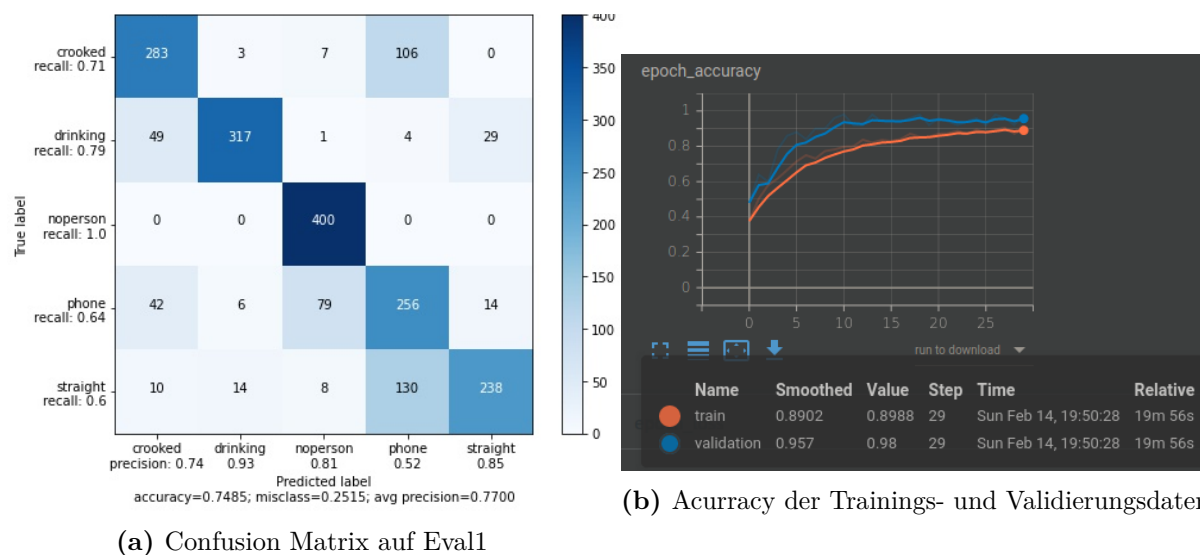 400
350
300
250
200
150
100
50
0
True label
crooked
recall: 0.71
283 3 7 106 0
drinking
recall: 0.79
49 317 1 4 29
noperson
recall: 1.0
0 0 400 0 0
phone
recall: 0.64
42 6 79 256 14
straight
recall: 0.6
10 14 8 130 238
crooked drinking noperson phone straight
precision: 0.74 0.93 0.81 0.52 0.85
Predicted label
accuracy=0.7485; misclass=0.2515; avg precision=0.7700
(a) Confusion Matrix auf Eval1
epoch_accuracy
1
0.8
0.6
0.4
0.2
0
0 5 10 15 20 25
run to download
Name Smoothed Value Step Time Relative
train 0.8902 0.8988 29 Sun Feb 14, 19:50:28 19m 56s
validation 0.957 0.98 29 Sun Feb 14, 19:50:28 19m 56s
(b) Acurracy der Trainings- und Validierungsdaten